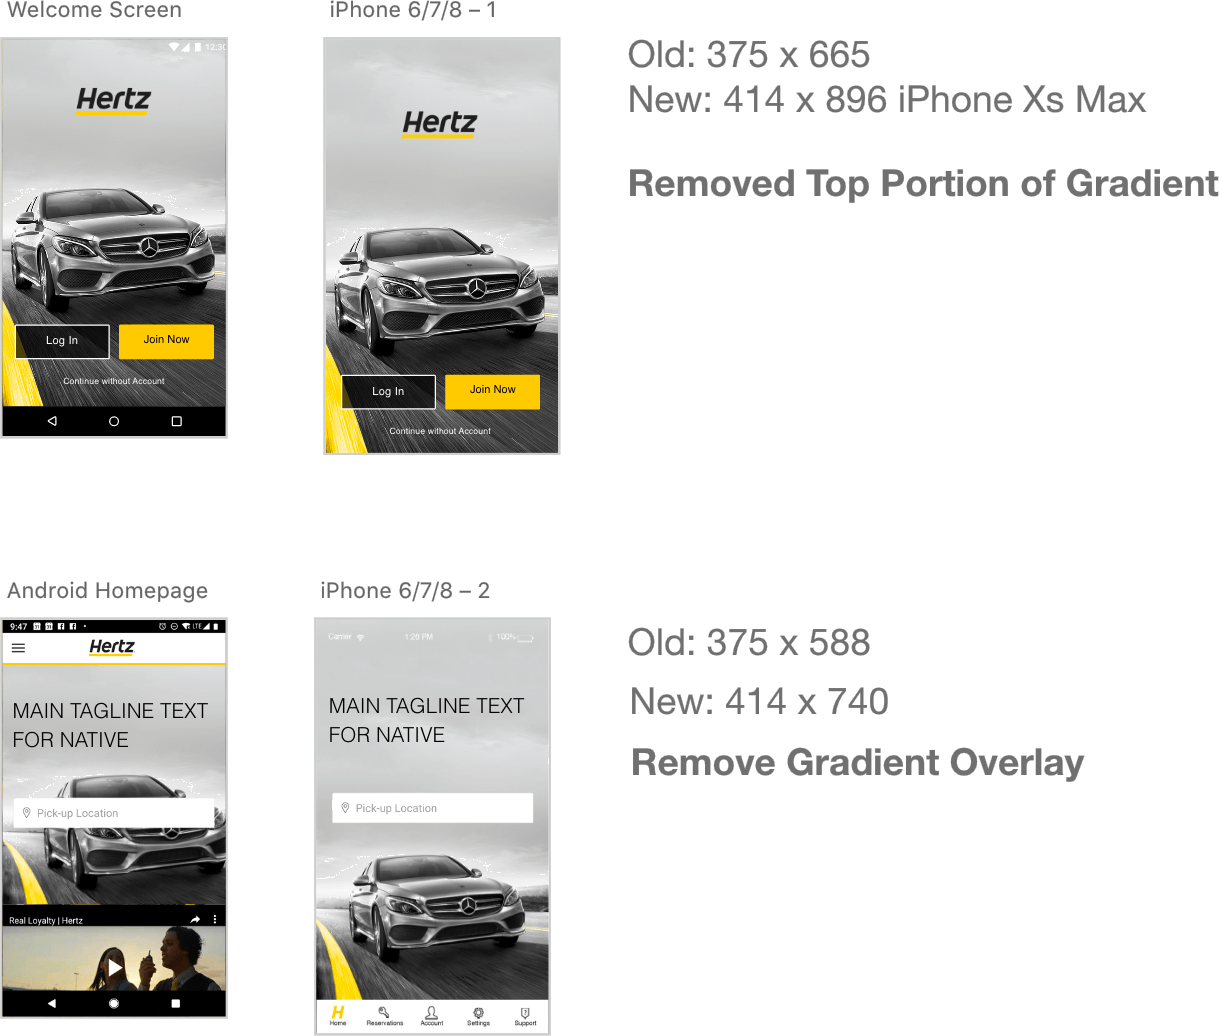 Welcome Screen
iPhone 6/7/8 – 1
12:30
Hertz
Log In
Join Now
Continue without Account
Hertz
Log In
Join Now
Continue without Account
Old: 375 x 665
New: 414 x 896 iPhone Xs Max
Removed Top Portion of Gradient
Android Homepage
iPhone 6/7/8 – 2
9:47
31 31 LTE
Hertz
MAIN TAGLINE TEXT
FOR NATIVE
Pick-up Location
Real Loyalty | Hertz
Carrier 1:20 PM 100%
MAIN TAGLINE TEXT
FOR NATIVE
Pick-up Location
H
Home Reservations Account Settings Support
Old: 375 x 588
New: 414 x 740
Remove Gradient Overlay